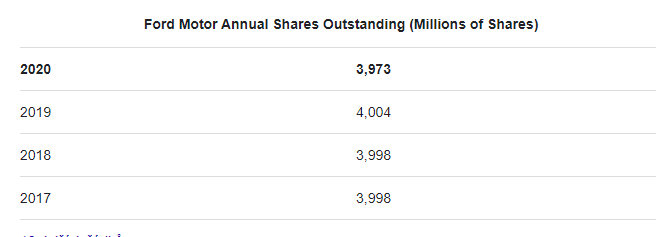 Ford Motor Annual Shares Outstanding (Millions of Shares)
2020 3,973
2019 4,004
2018 3,998
2017 3,998